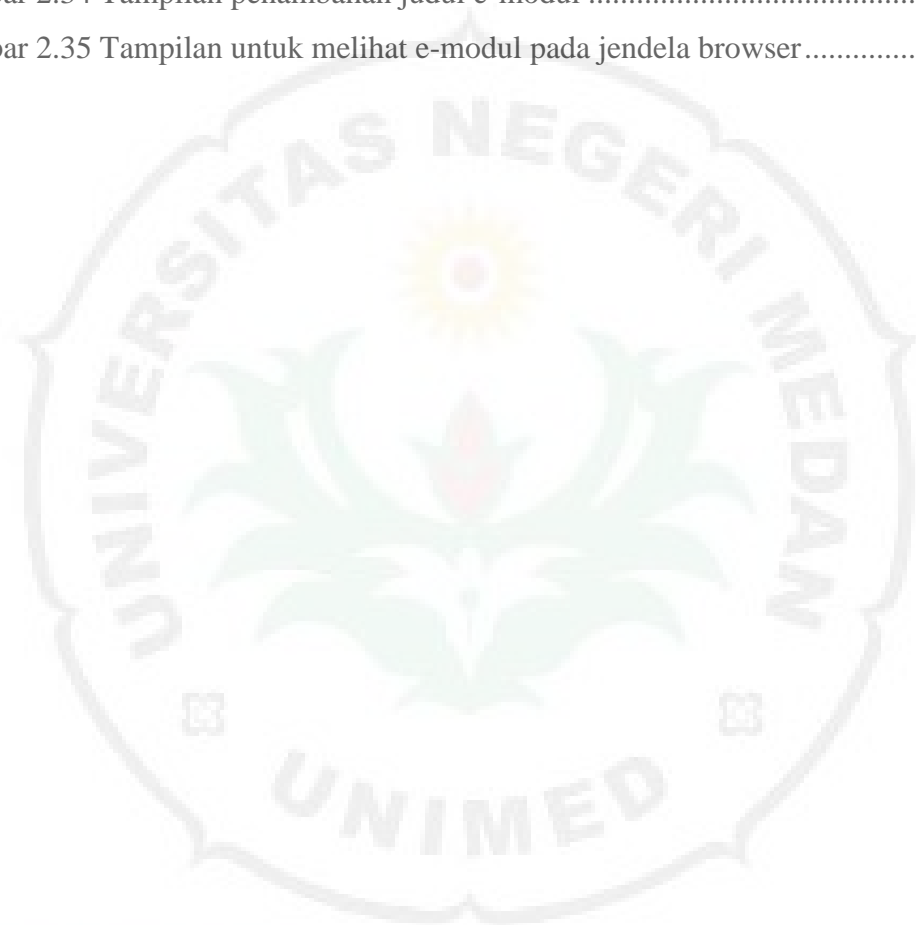 bar 2.34 Tampilan penambahan judul e-modul ........................................
bar 2.35 Tampilan untuk melihat e-modul pada jendela browser ..............
UNIVERSITAS NEGERI MEDAN
UNIMED